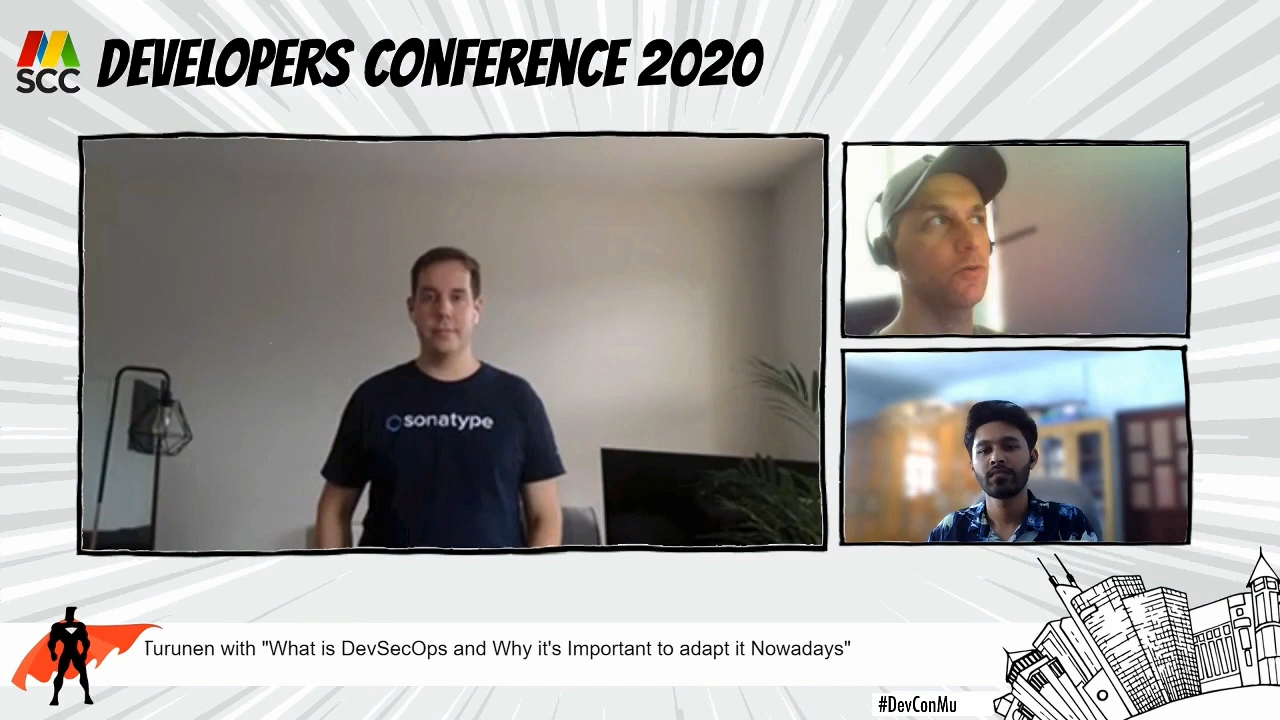 SCC
DEVELOPERS CONFERENCE 2020
sonatype
Turunen with "What is DevSecOps and Why it's Important to adapt it Nowadays"
#DevConMu